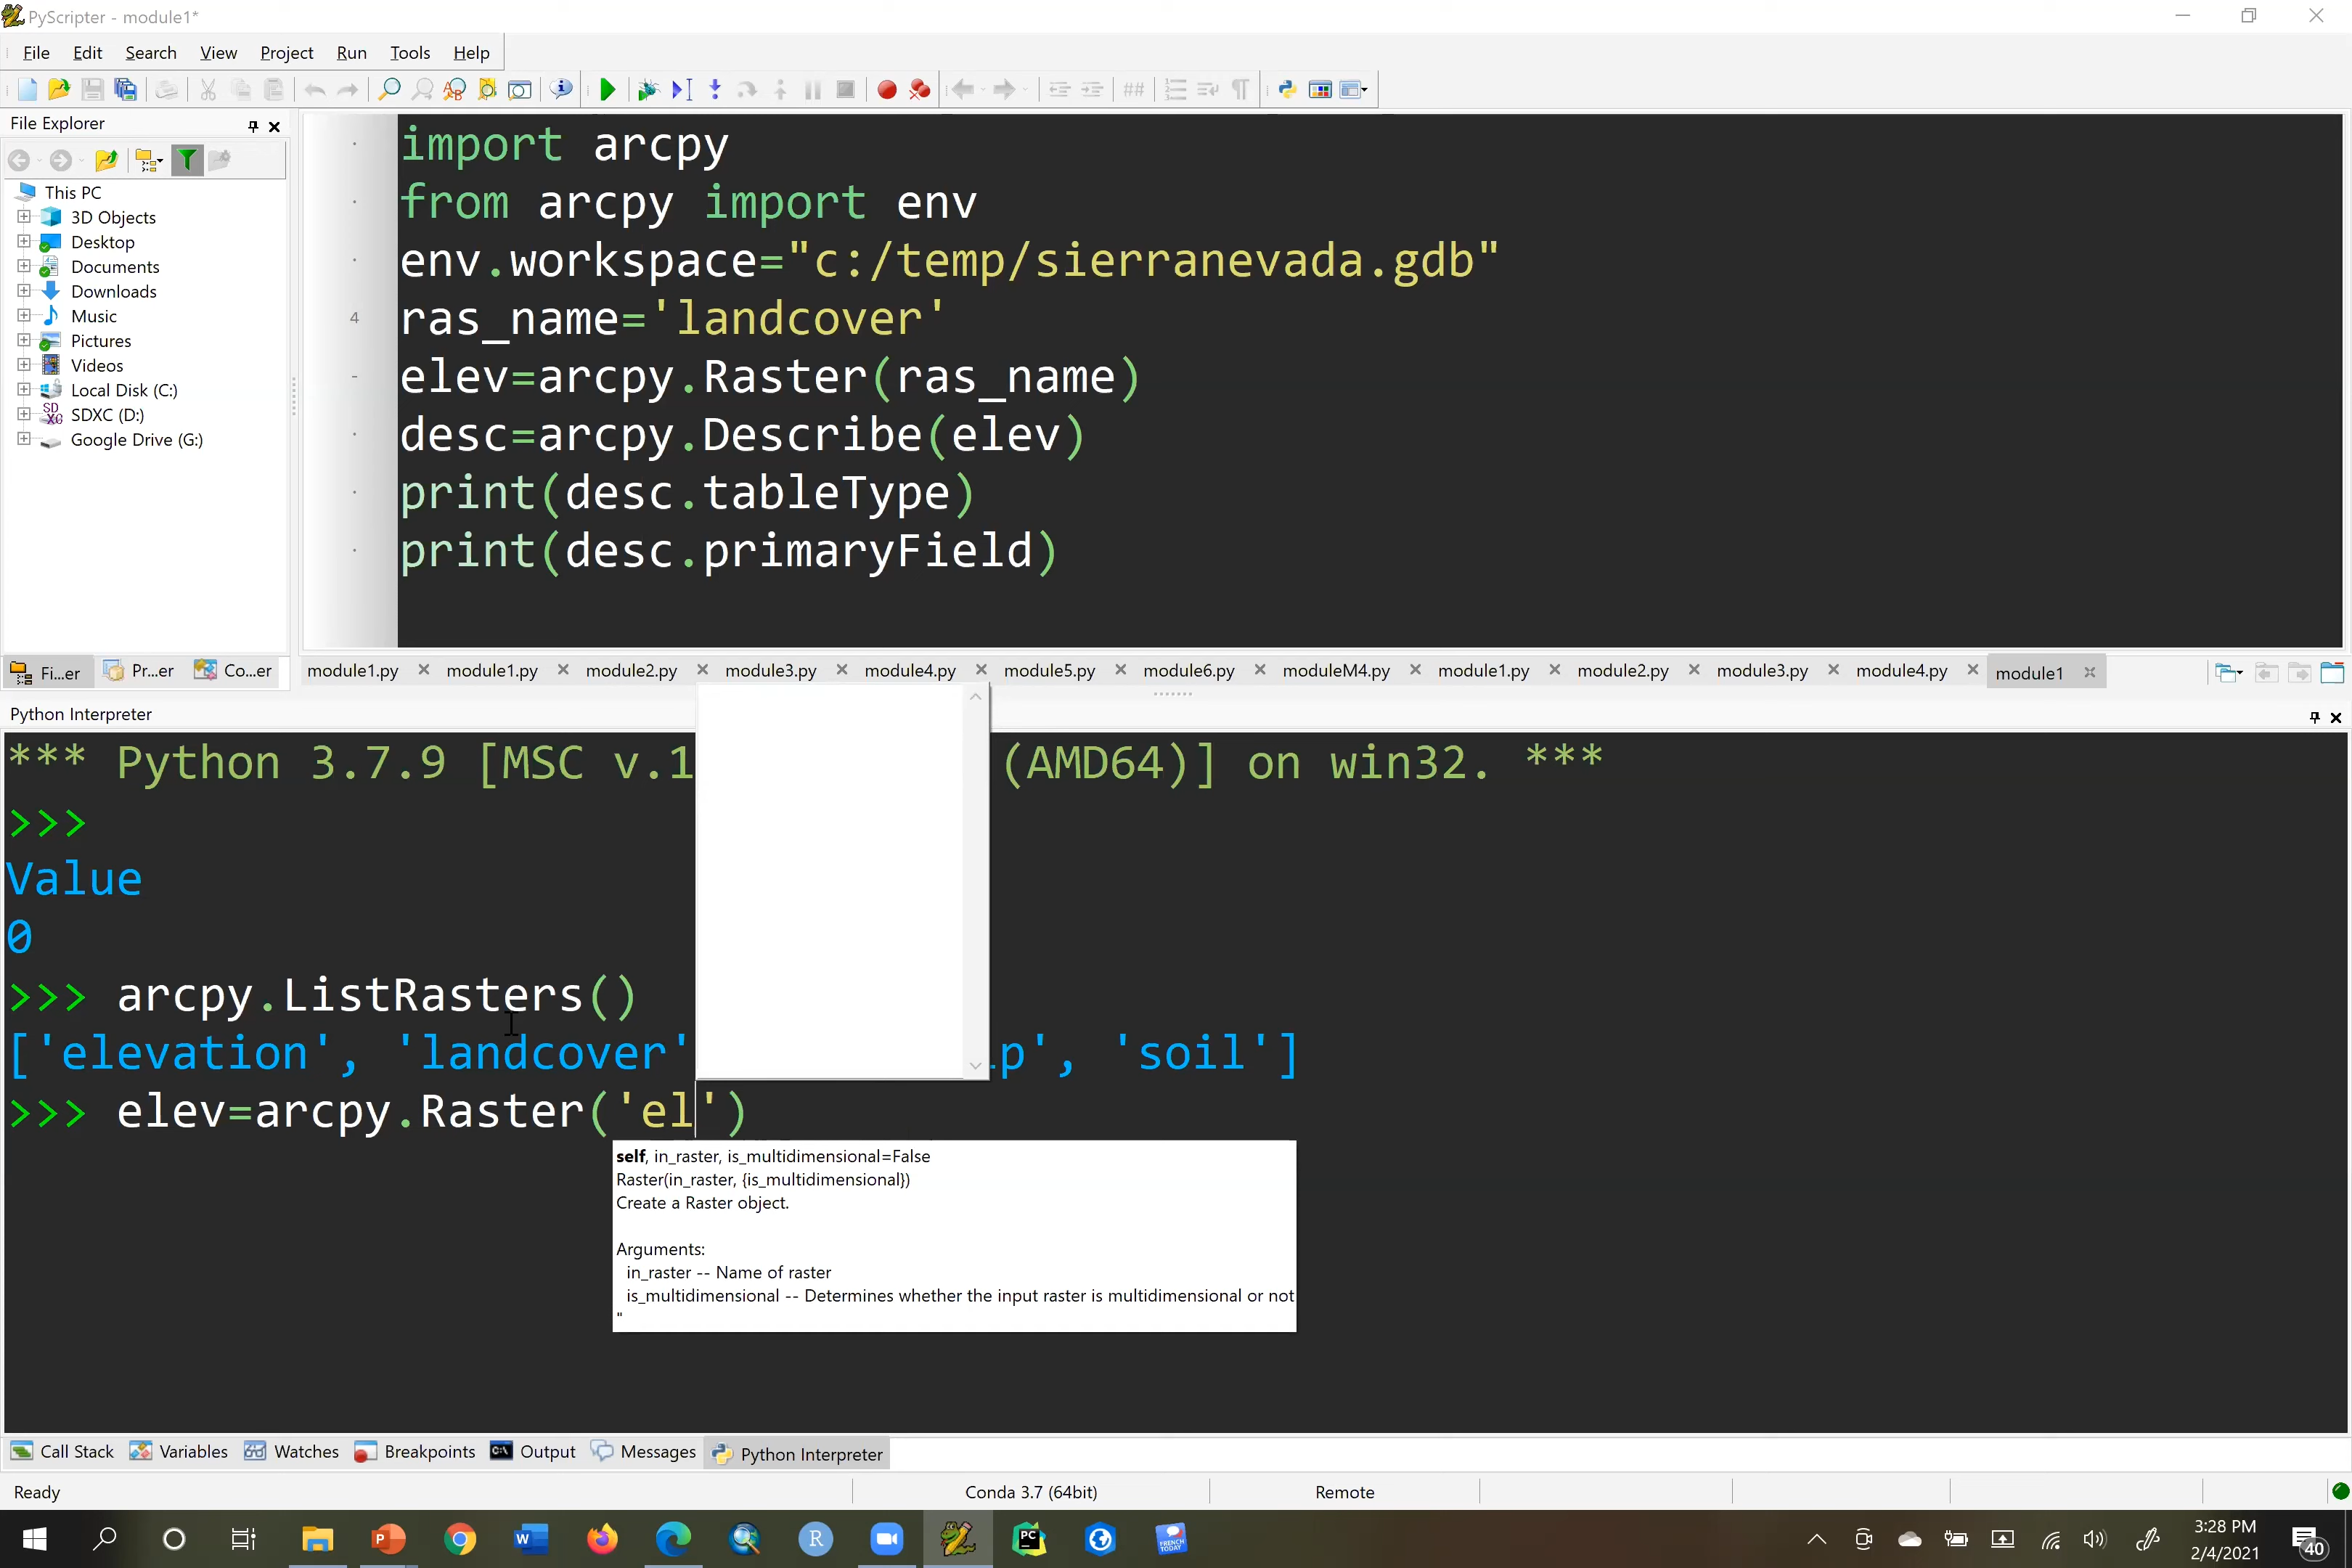 PyScripter - module1*
File Edit Search View Project Run Tools Help
File Explorer
This PC
3D Objects
Desktop
Documents
Downloads
Music
Pictures
Videos
Local Disk (C:)
SDXC (D:)
Google Drive (G:)
Fi...er Pr...er Co...er
import arcpy
from arcpy import env
env.workspace="c:/temp/sierranevada.gdb"
4 ras_name='landcover'
elev=arcpy.Raster(ras_name)
desc=arcpy.Describe(elev)
print(desc.tableType)
print(desc.primaryField)
module1.py module1.py module2.py module3.py module4.py module5.py module6.py moduleM4.py module1.py module2.py module3.py module4.py module1
Python Interpreter
*** Python 3.7.9 [MSC v.1 (AMD64)] on win32. ***
>>>
Value
0
>>> arcpy.ListRasters()
['elevation', 'landcover' p', 'soil']
>>> elev=arcpy.Raster('el')
self, in_raster, is_multidimensional=False
Raster(in_raster, {is_multidimensional})
Create a Raster object.
Arguments:
in_raster -- Name of raster
is_multidimensional -- Determines whether the input raster is multidimensional or not
"
Call Stack Variables Watches Breakpoints Output Messages Python Interpreter
Ready Conda 3.7 (64bit) Remote
3:28 PM
2/4/2021
40